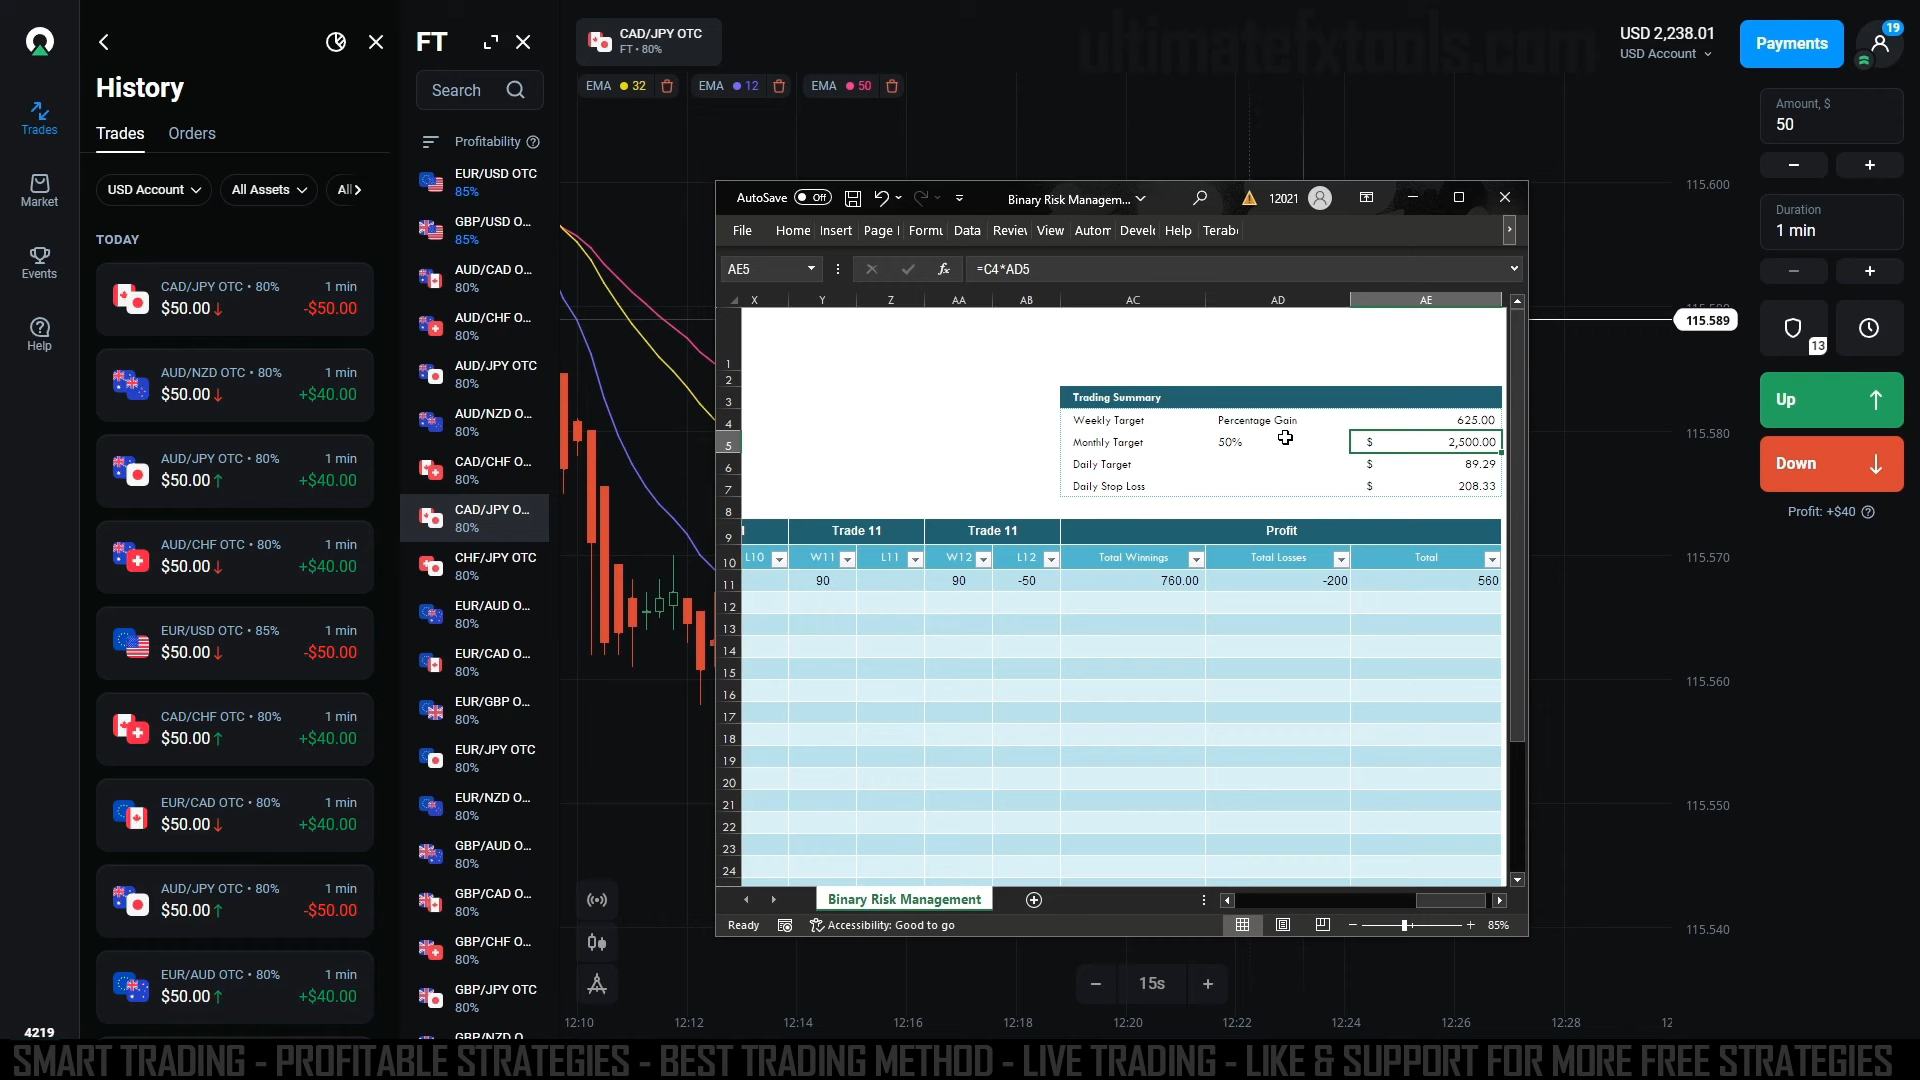 Trades
Market
Events
Help
4219
History
Trades
Orders
USD Account
All Assets
All
TODAY
CAD/JPY OTC • 80% 1 min
$50.00↓ -$50.00
AUD/NZD OTC • 80% 1 min
$50.00↓ +$40.00
AUD/JPY OTC • 80% 1 min
$50.00↑ +$40.00
AUD/CHF OTC • 80% 1 min
$50.00↓ +$40.00
EUR/USD OTC • 85% 1 min
$50.00↓ -$50.00
CAD/CHF OTC • 80% 1 min
$50.00↑ +$40.00
EUR/CAD OTC • 80% 1 min
$50.00↓ +$40.00
AUD/JPY OTC • 80% 1 min
$50.00↑ -$50.00
EUR/AUD OTC • 80% 1 min
$50.00↑ +$40.00
FT
Search
Profitability
EUR/USD OTC
85%
GBP/USD O...
85%
AUD/CAD O...
80%
AUD/CHF O...
80%
AUD/JPY OTC
80%
AUD/NZD O...
80%
CAD/CHF O...
80%
CAD/JPY O...
80%
CHF/JPY OTC
80%
EUR/AUD O...
80%
EUR/CAD O...
80%
EUR/GBP O...
80%
EUR/JPY OTC
80%
EUR/NZD O...
80%
GBP/AUD O...
80%
GBP/CAD O...
80%
GBP/CHF O...
80%
GBP/JPY OTC
80%
GBP/NZD O
CAD/JPY OTC
FT • 80%
EMA 32
EMA 12
EMA 50
ultimatefxtools.com
USD 2,238.01
USD Account
Payments
19
Amount, $
50
Duration
1 min
13
Up ↑
Down ↓
Profit: +$40
115.600
115.589
115.580
115.570
115.560
115.550
115.540
AutoSave Off
Binary Risk Managem...
12021
File Home Insert Page l Formu Data Reviev View Autom Develo Help Terab
AE5
fx
=C4*AD5
X Y Z AA AB AC AD AE
1
2
3 Trading Summary
4 Weekly Target Percentage Gain 625.00
5 Monthly Target 50% $ 2,500.00
6 Daily Target $ 89.29
7 Daily Stop Loss $ 208.33
8
9 Trade 11 Trade 11 Profit
10 L10 W11 L11 W12 L12 Total Winnings Total Losses Total
11 90 90 -50 760.00 -200 560
12
13
14
15
16
17
18
19
20
21
22
23
24
Binary Risk Management
Ready
Accessibility: Good to go
85%
15s
12:10 12:12 12:14 12:16 12:18 12:20 12:22 12:24 12:26 12:28 12
SMART TRADING - PROFITABLE STRATEGIES - BEST TRADING METHOD - LIVE TRADING - LIKE & SUPPORT FOR MORE FREE STRATEGIES